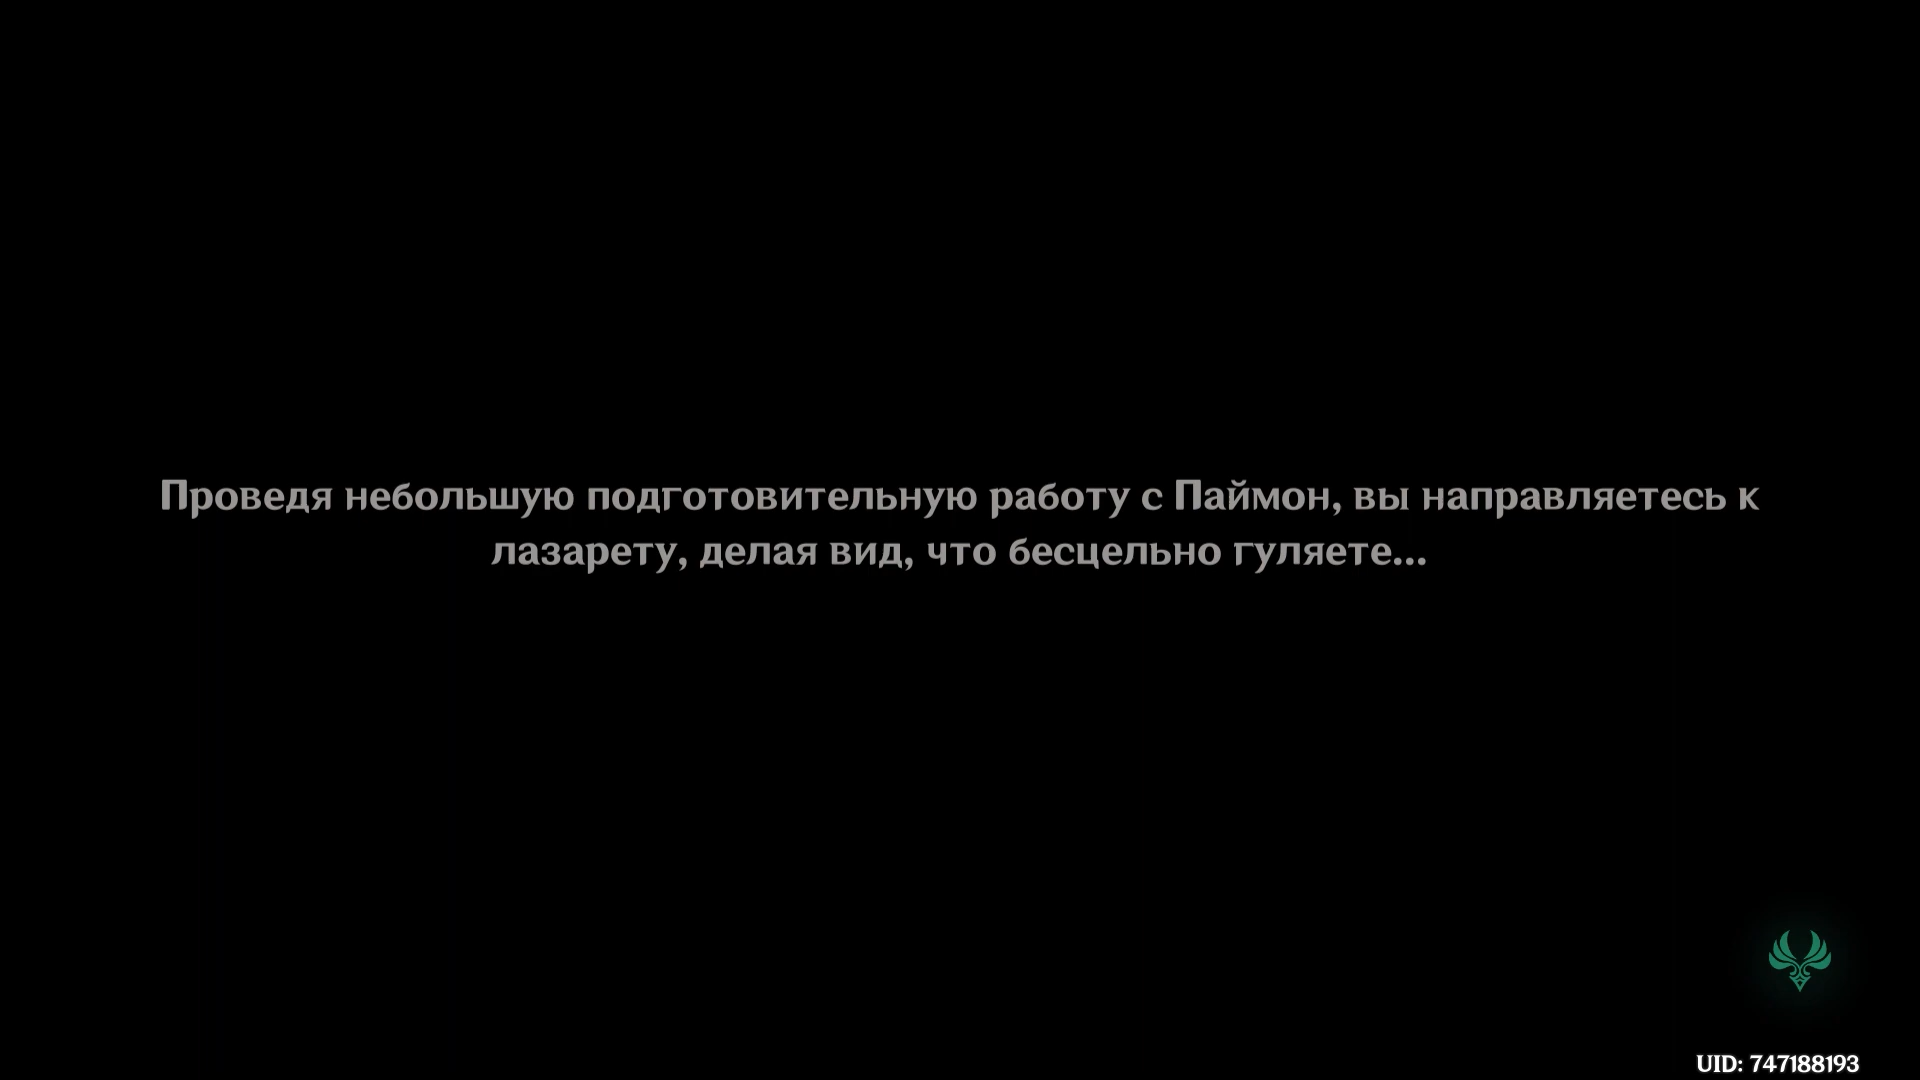 Проведя небольшую подготовительную работу с Паймон, вы направляетесь к
лазарету, делая вид, что бесцельно гуляете...
UID: 747188193